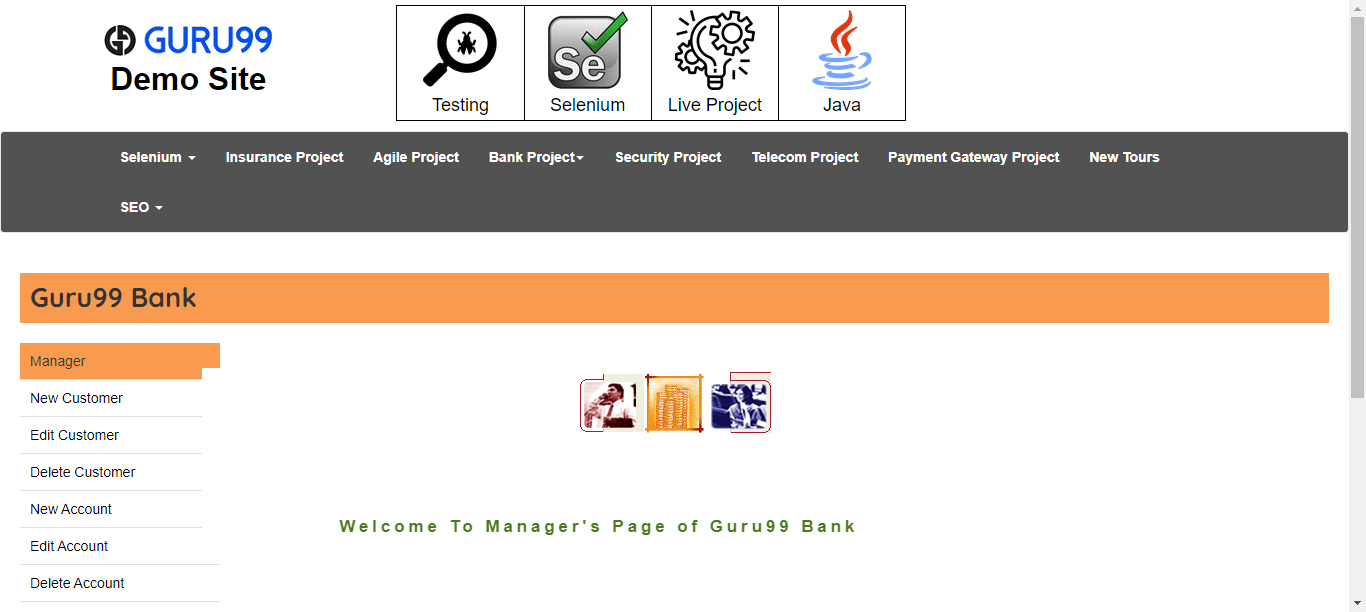 GURU99
Demo Site
Testing
Se
Selenium
Live Project
Java
Selenium
Insurance Project
Agile Project
Bank Project
Security Project
Telecom Project
Payment Gateway Project
New Tours
SEO
Guru99 Bank
Manager
New Customer
Edit Customer
Delete Customer
New Account
Edit Account
Delete Account
Welcome To Manager's Page of Guru99 Bank